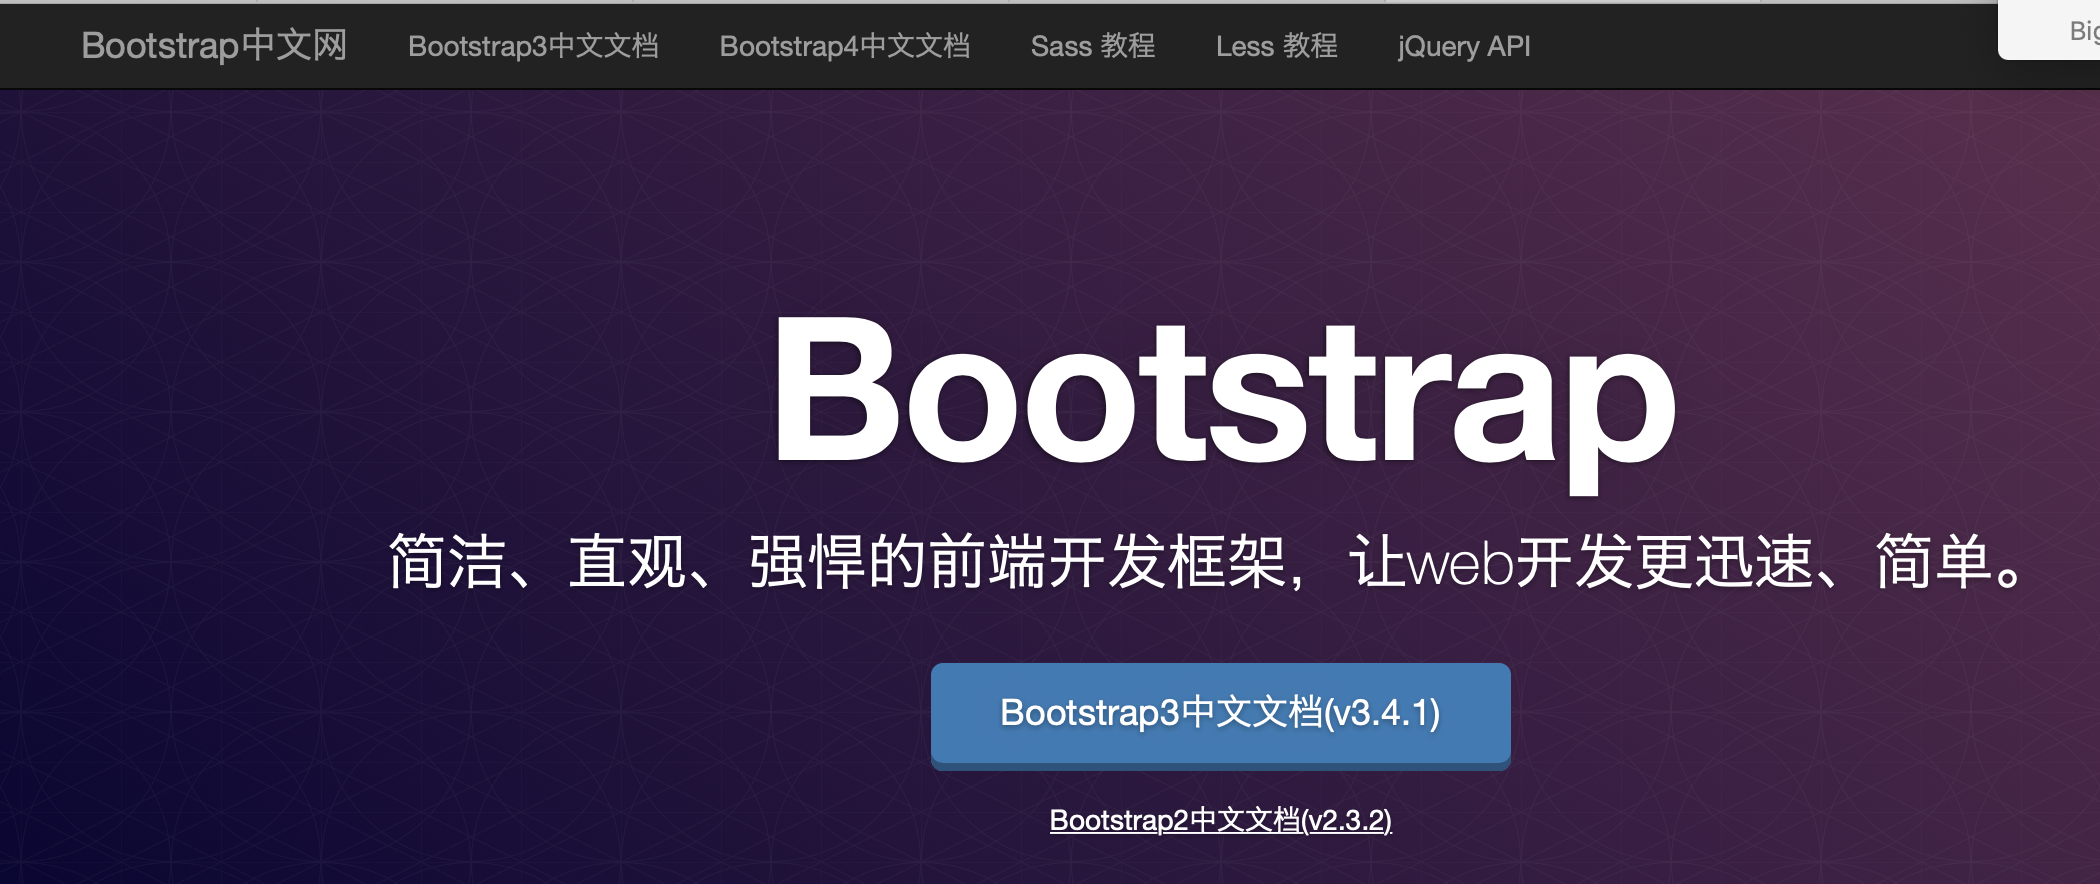 Bootstrap中文网 Bootstrap3中文文档 Bootstrap4中文文档 Sass 教程 Less 教程 jQuery API
Bootstrap
简洁、直观、强悍的前端开发框架，让web开发更迅速、简单。
Bootstrap3中文文档(v3.4.1)
Bootstrap2中文文档(v2.3.2)